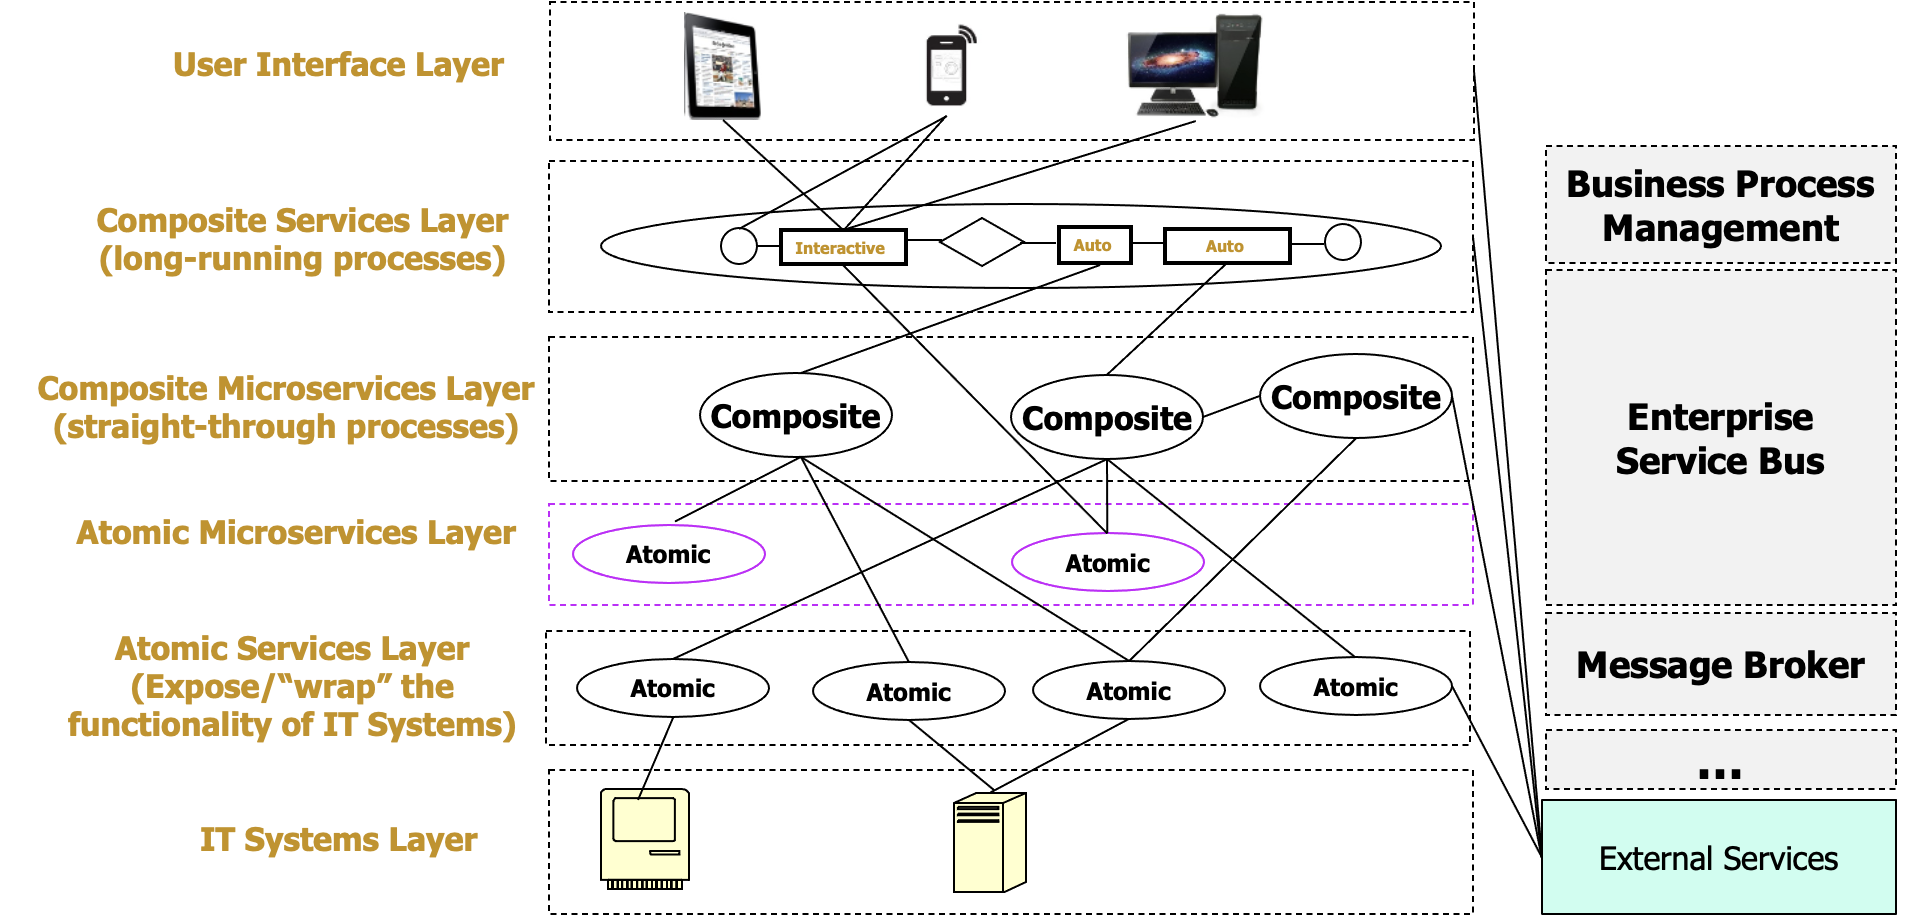 User Interface Layer
Composite Services Layer
(long-running processes)
Interactive
Auto
Auto
Business Process
Management
Composite Microservices Layer
(straight-through processes)
Composite
Composite
Composite
Enterprise
Service Bus
Atomic Microservices Layer
Atomic
Atomic
Atomic Services Layer
(Expose/“wrap” the
functionality of IT Systems)
Atomic
Atomic
Atomic
Atomic
Message Broker
...
IT Systems Layer
External Services